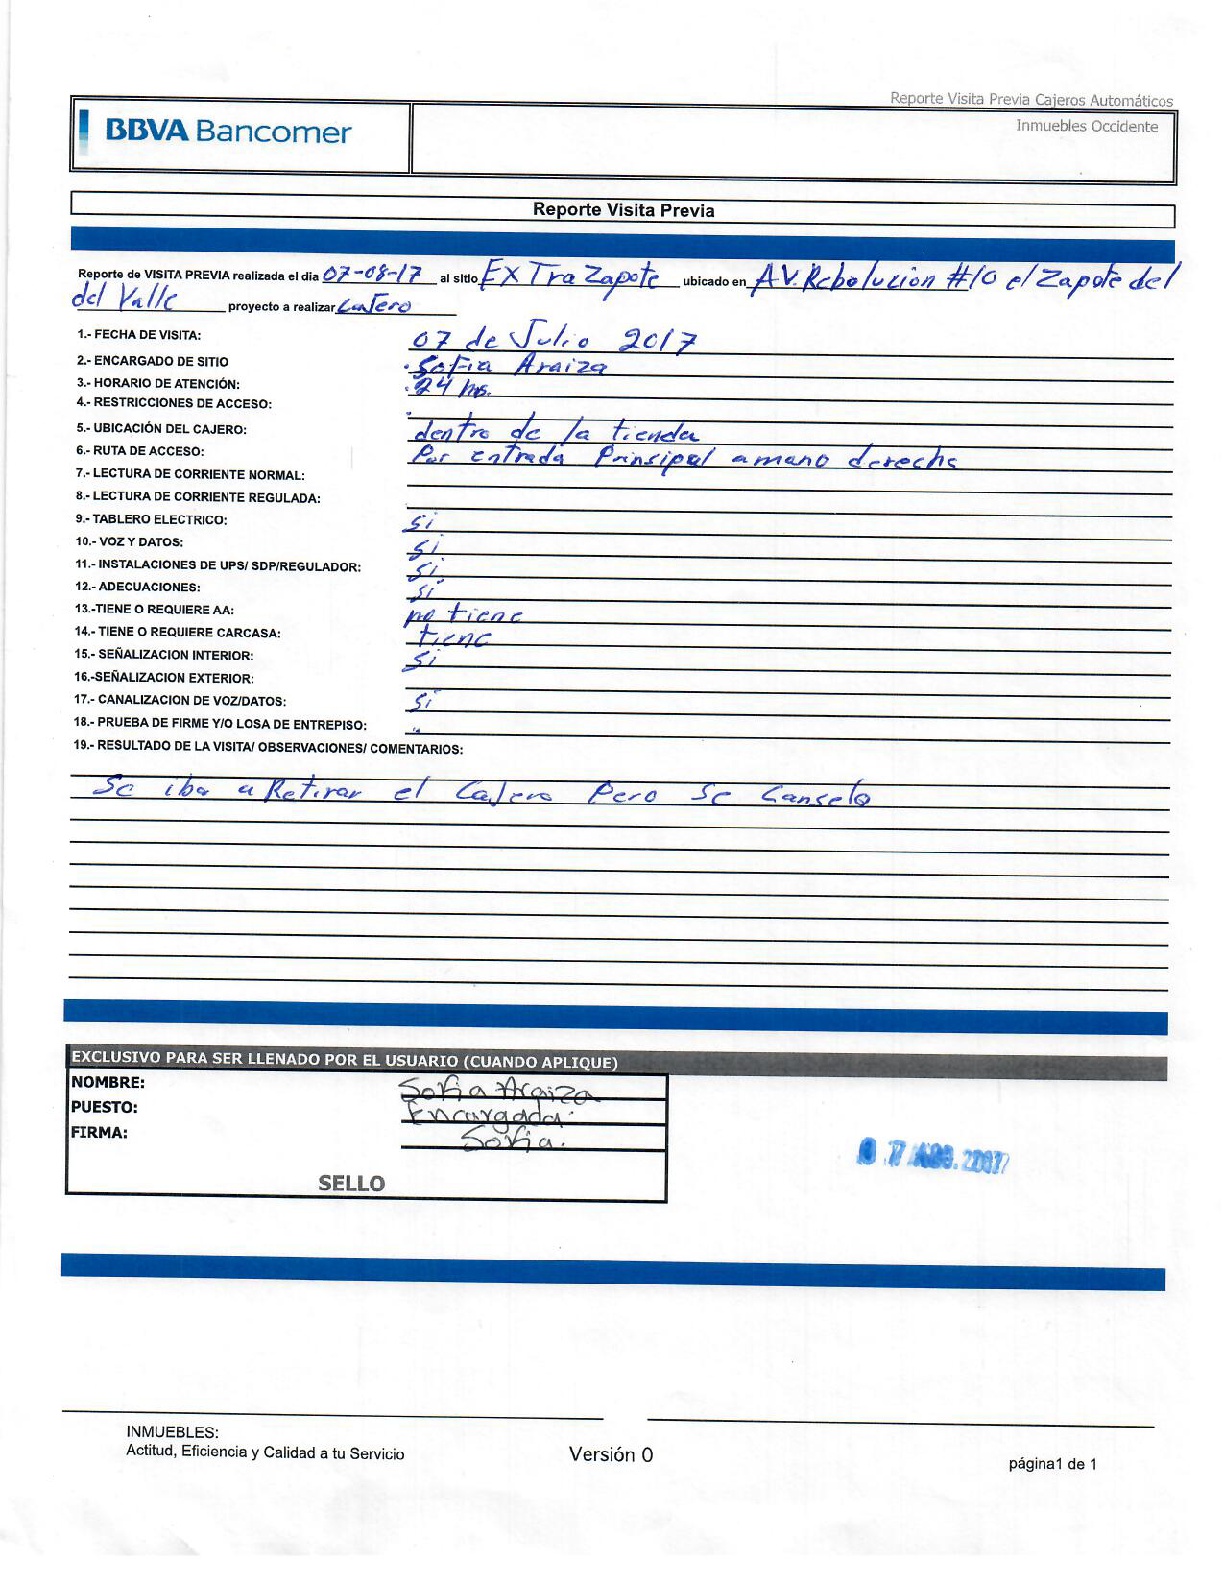 Reporte Visita Previa Cajeros Automáticos
BBVA Bancomer
Inmuebles Occidente
Reporte Visita Previa
Reporte de VISITA PREVIA realizada el dia 07-08-17 al sitio EXTra Zapote ubicado en AV. Rebolucion #10 el Zapote del
del Valle proyecto a realizar cajero
1.- FECHA DE VISITA: 07 de Julio 2017
2.- ENCARGADO DE SITIO Sofia Araiza
3.- HORARIO DE ATENCIÓN: 24 hrs.
4.- RESTRICCIONES DE ACCESO:
5.- UBICACIÓN DEL CAJERO: dentro de la tienda
6.- RUTA DE ACCESO: Por entrada Prinsipal a mano derecha
7.- LECTURA DE CORRIENTE NORMAL:
8.- LECTURA DE CORRIENTE REGULADA:
9.- TABLERO ELECTRICO: si
10.- VOZ Y DATOS: si
11.- INSTALACIONES DE UPS/ SDP/REGULADOR: si
12.- ADECUACIONES: si
13.-TIENE O REQUIERE AA: no tiene
14.- TIENE O REQUIERE CARCASA: tiene
15.- SEÑALIZACION INTERIOR: si
16.-SEÑALIZACION EXTERIOR:
17.- CANALIZACION DE VOZ/DATOS: si
18.- PRUEBA DE FIRME Y/O LOSA DE ENTREPISO:
19.- RESULTADO DE LA VISITA/ OBSERVACIONES/ COMENTARIOS:
Se iba a Retirar el Cajero Pero Se Canselo
EXCLUSIVO PARA SER LLENADO POR EL USUARIO (CUANDO APLIQUE)
NOMBRE: Sofia Araiza
PUESTO: Encargada.
FIRMA: Sofia.
SELLO
07 AGO. 2017
INMUEBLES:
Actitud, Eficiencia y Calidad a tu Servicio
Versión 0
página1 de 1